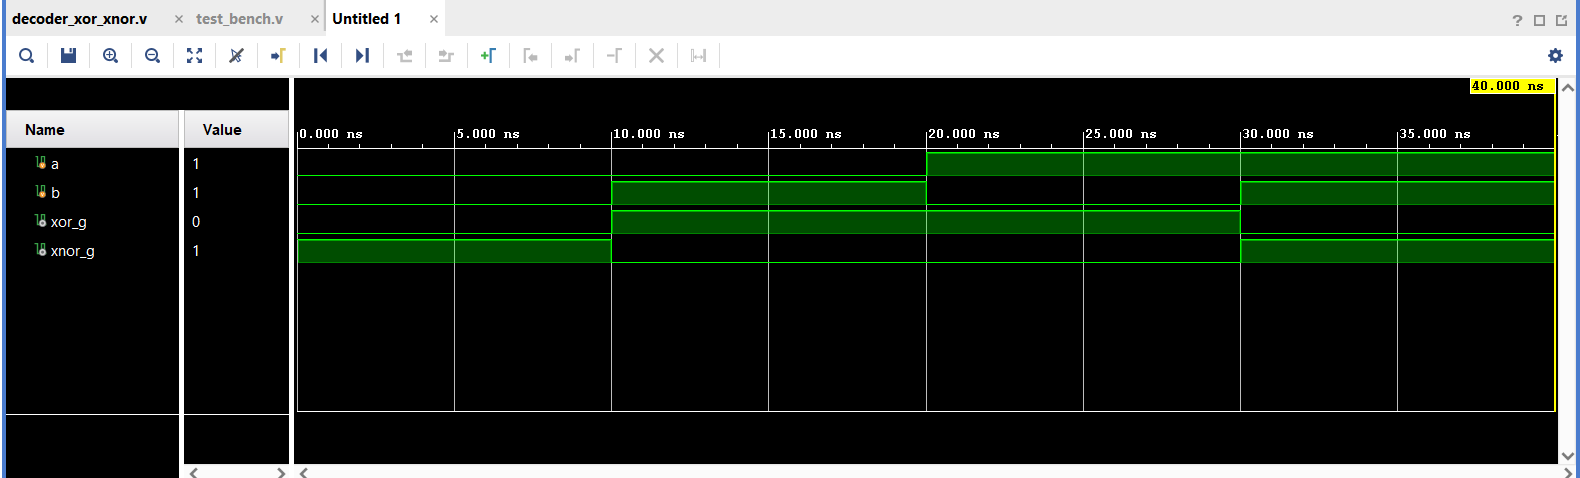 decoder_xor_xnor.v × test_bench.v × Untitled 1 ×
40.000 ns
Name Value
0.000 ns 5.000 ns 10.000 ns 15.000 ns 20.000 ns 25.000 ns 30.000 ns 35.000 ns
a 1
b 1
xor_g 0
xnor_g 1